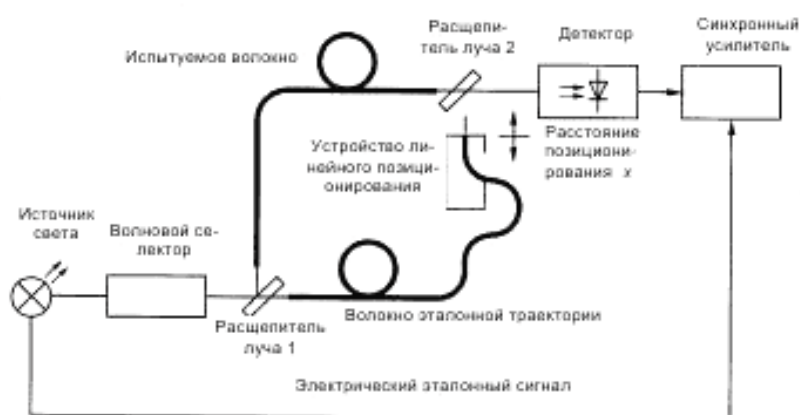 Испытуемое волокно
Расщепи-
тель луча 2
Детектор
Синхронный
усилитель
Устройство ли-
нейного позици-
онирования
Расстояние
позициони-
рования x
Источник
света
Волновой се-
лектор
Расщепитель
луча 1
Волокно эталонной траектории
Электрический эталонный сигнал